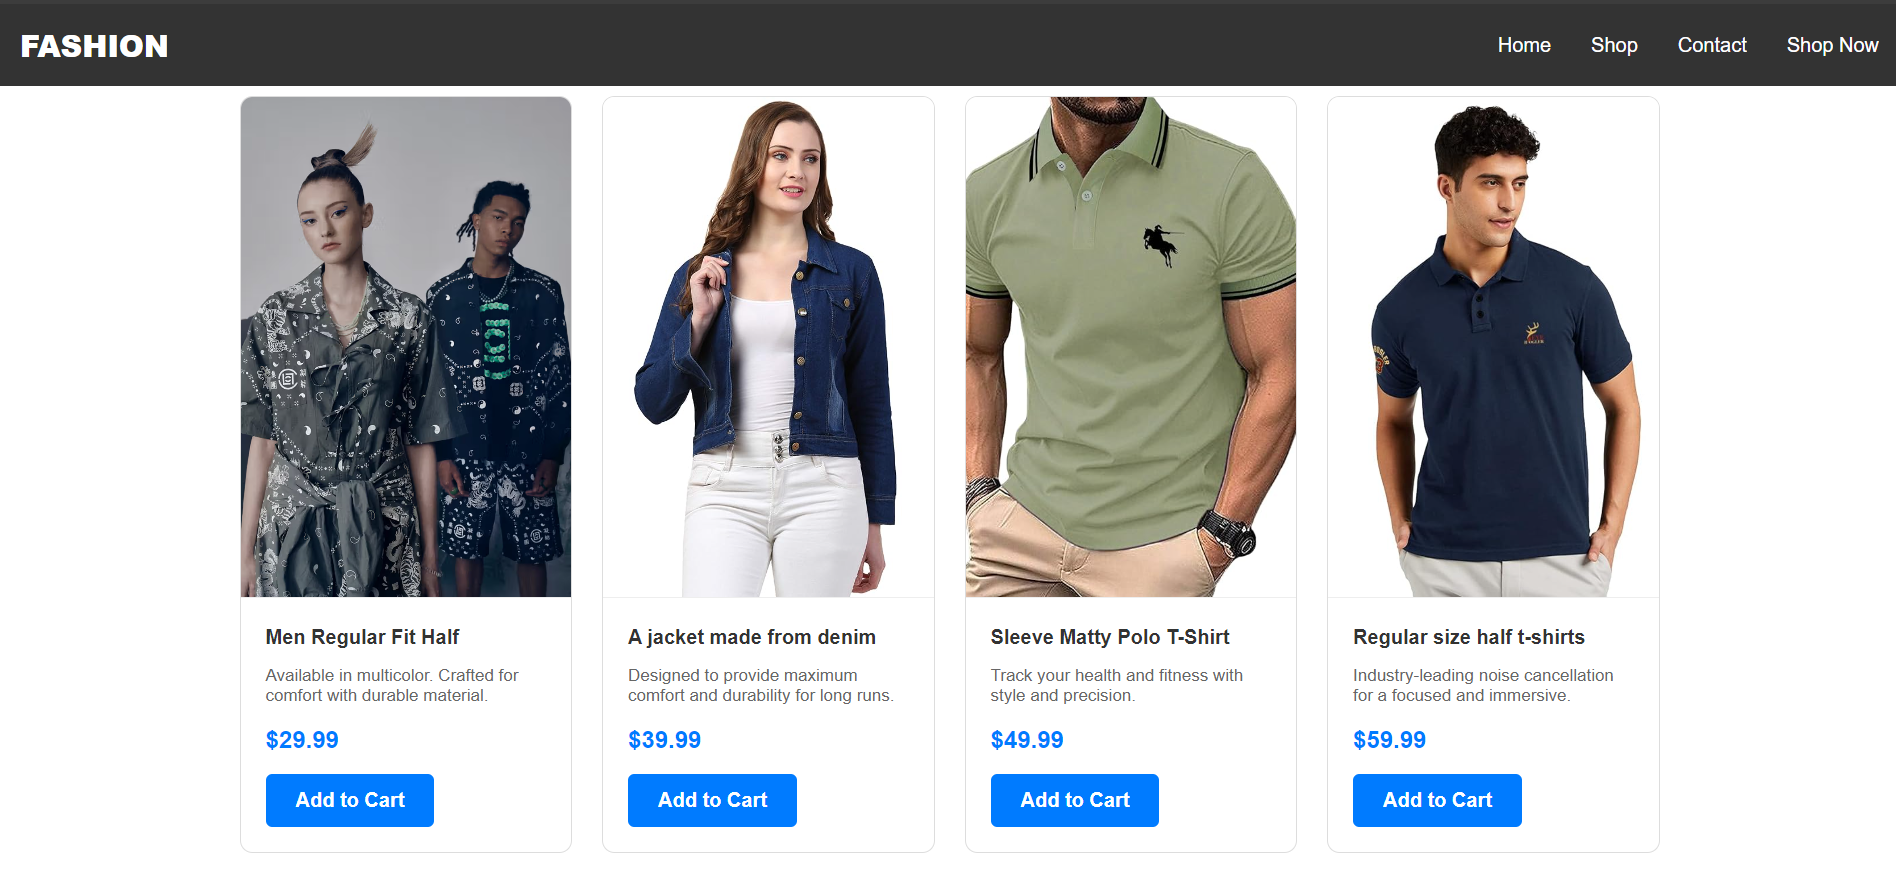 FASHION
Home Shop Contact Shop Now
Men Regular Fit Half
Available in multicolor. Crafted for
comfort with durable material.
$29.99
Add to Cart
A jacket made from denim
Designed to provide maximum
comfort and durability for long runs.
$39.99
Add to Cart
Sleeve Matty Polo T-Shirt
Track your health and fitness with
style and precision.
$49.99
Add to Cart
Regular size half t-shirts
Industry-leading noise cancellation
for a focused and immersive.
$59.99
Add to Cart